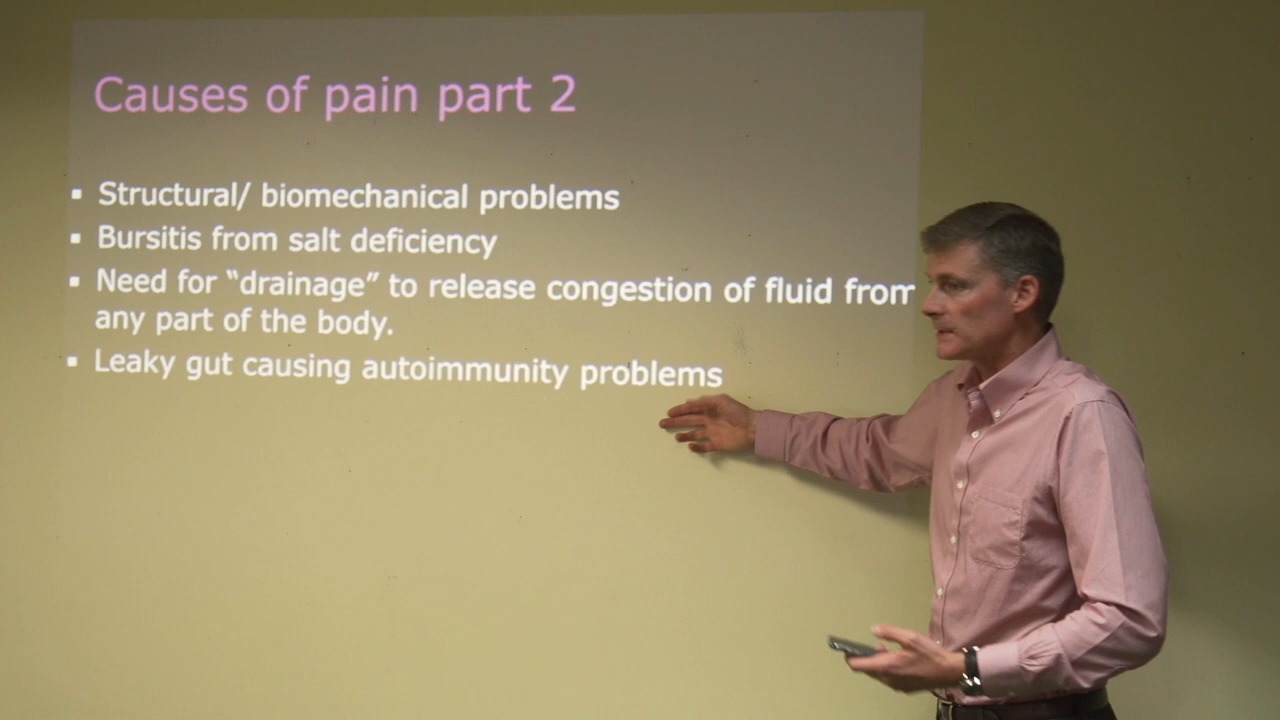 Causes of pain part 2
▪ Structural/ biomechanical problems
▪ Bursitis from salt deficiency
▪ Need for “drainage” to release congestion of fluid from
any part of the body.
▪ Leaky gut causing autoimmunity problems